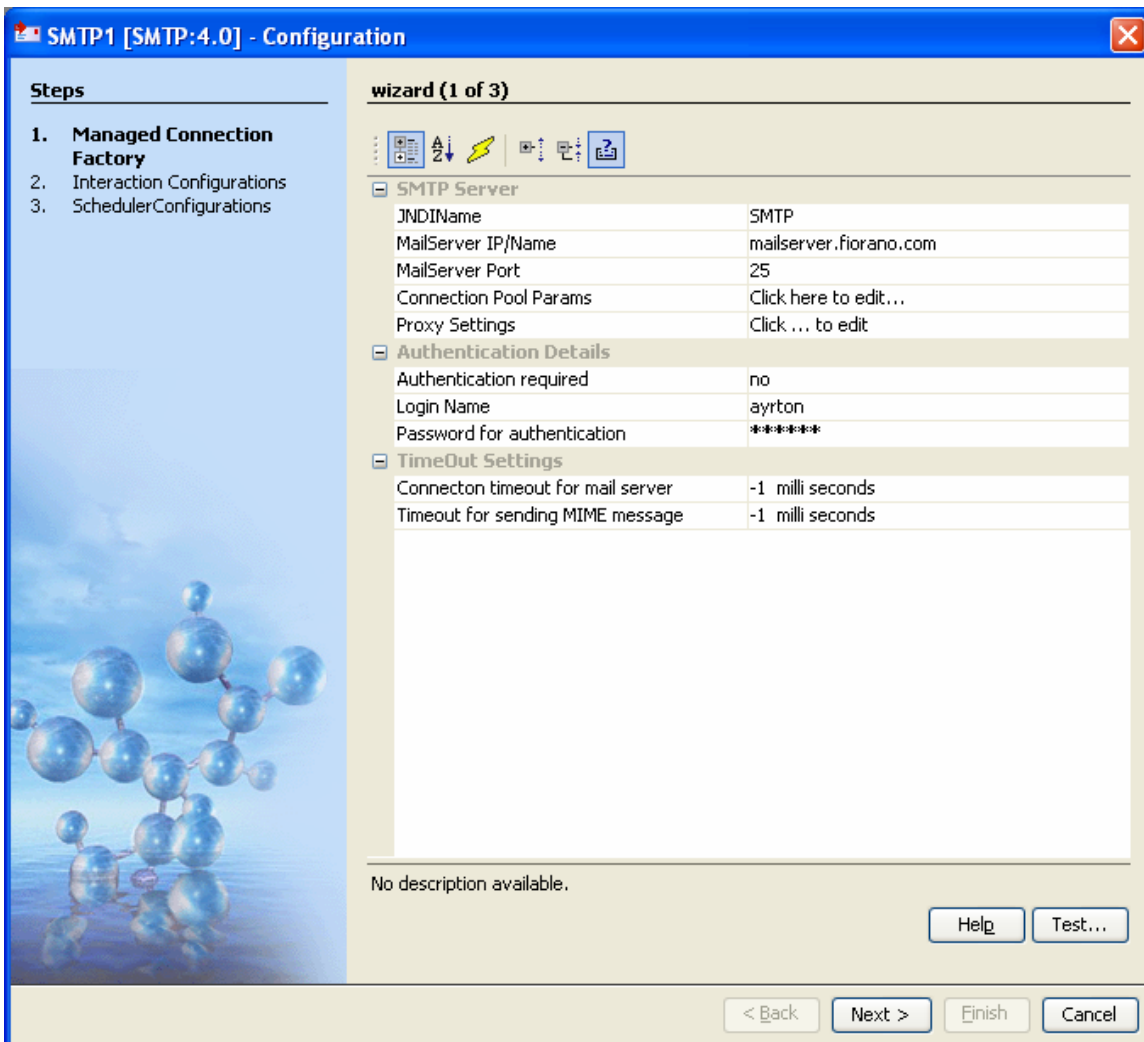 SMTP1 [SMTP:4.0] - Configuration
Steps
1. Managed Connection
Factory
2. Interaction Configurations
3. SchedulerConfigurations
wizard (1 of 3)
SMTP Server
JNDIName SMTP
MailServer IP/Name mailserver.fiorano.com
MailServer Port 25
Connection Pool Params Click here to edit...
Proxy Settings Click ... to edit
Authentication Details
Authentication required no
Login Name ayrton
Password for authentication ******
TimeOut Settings
Connecton timeout for mail server -1 milli seconds
Timeout for sending MIME message -1 milli seconds
No description available.
Help Test...
< Back Next > Finish Cancel